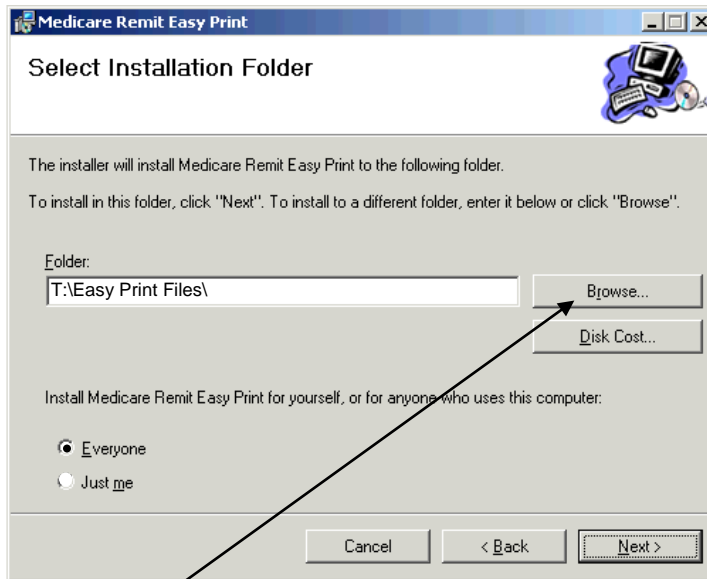 Medicare Remit Easy Print
Select Installation Folder
The installer will install Medicare Remit Easy Print to the following folder.
To install in this folder, click "Next". To install to a different folder, enter it below or click "Browse".
Folder:
T:\Easy Print Files\
Browse...
Disk Cost...
Install Medicare Remit Easy Print for yourself, or for anyone who uses this computer:
Everyone
Just me
Cancel
< Back
Next >